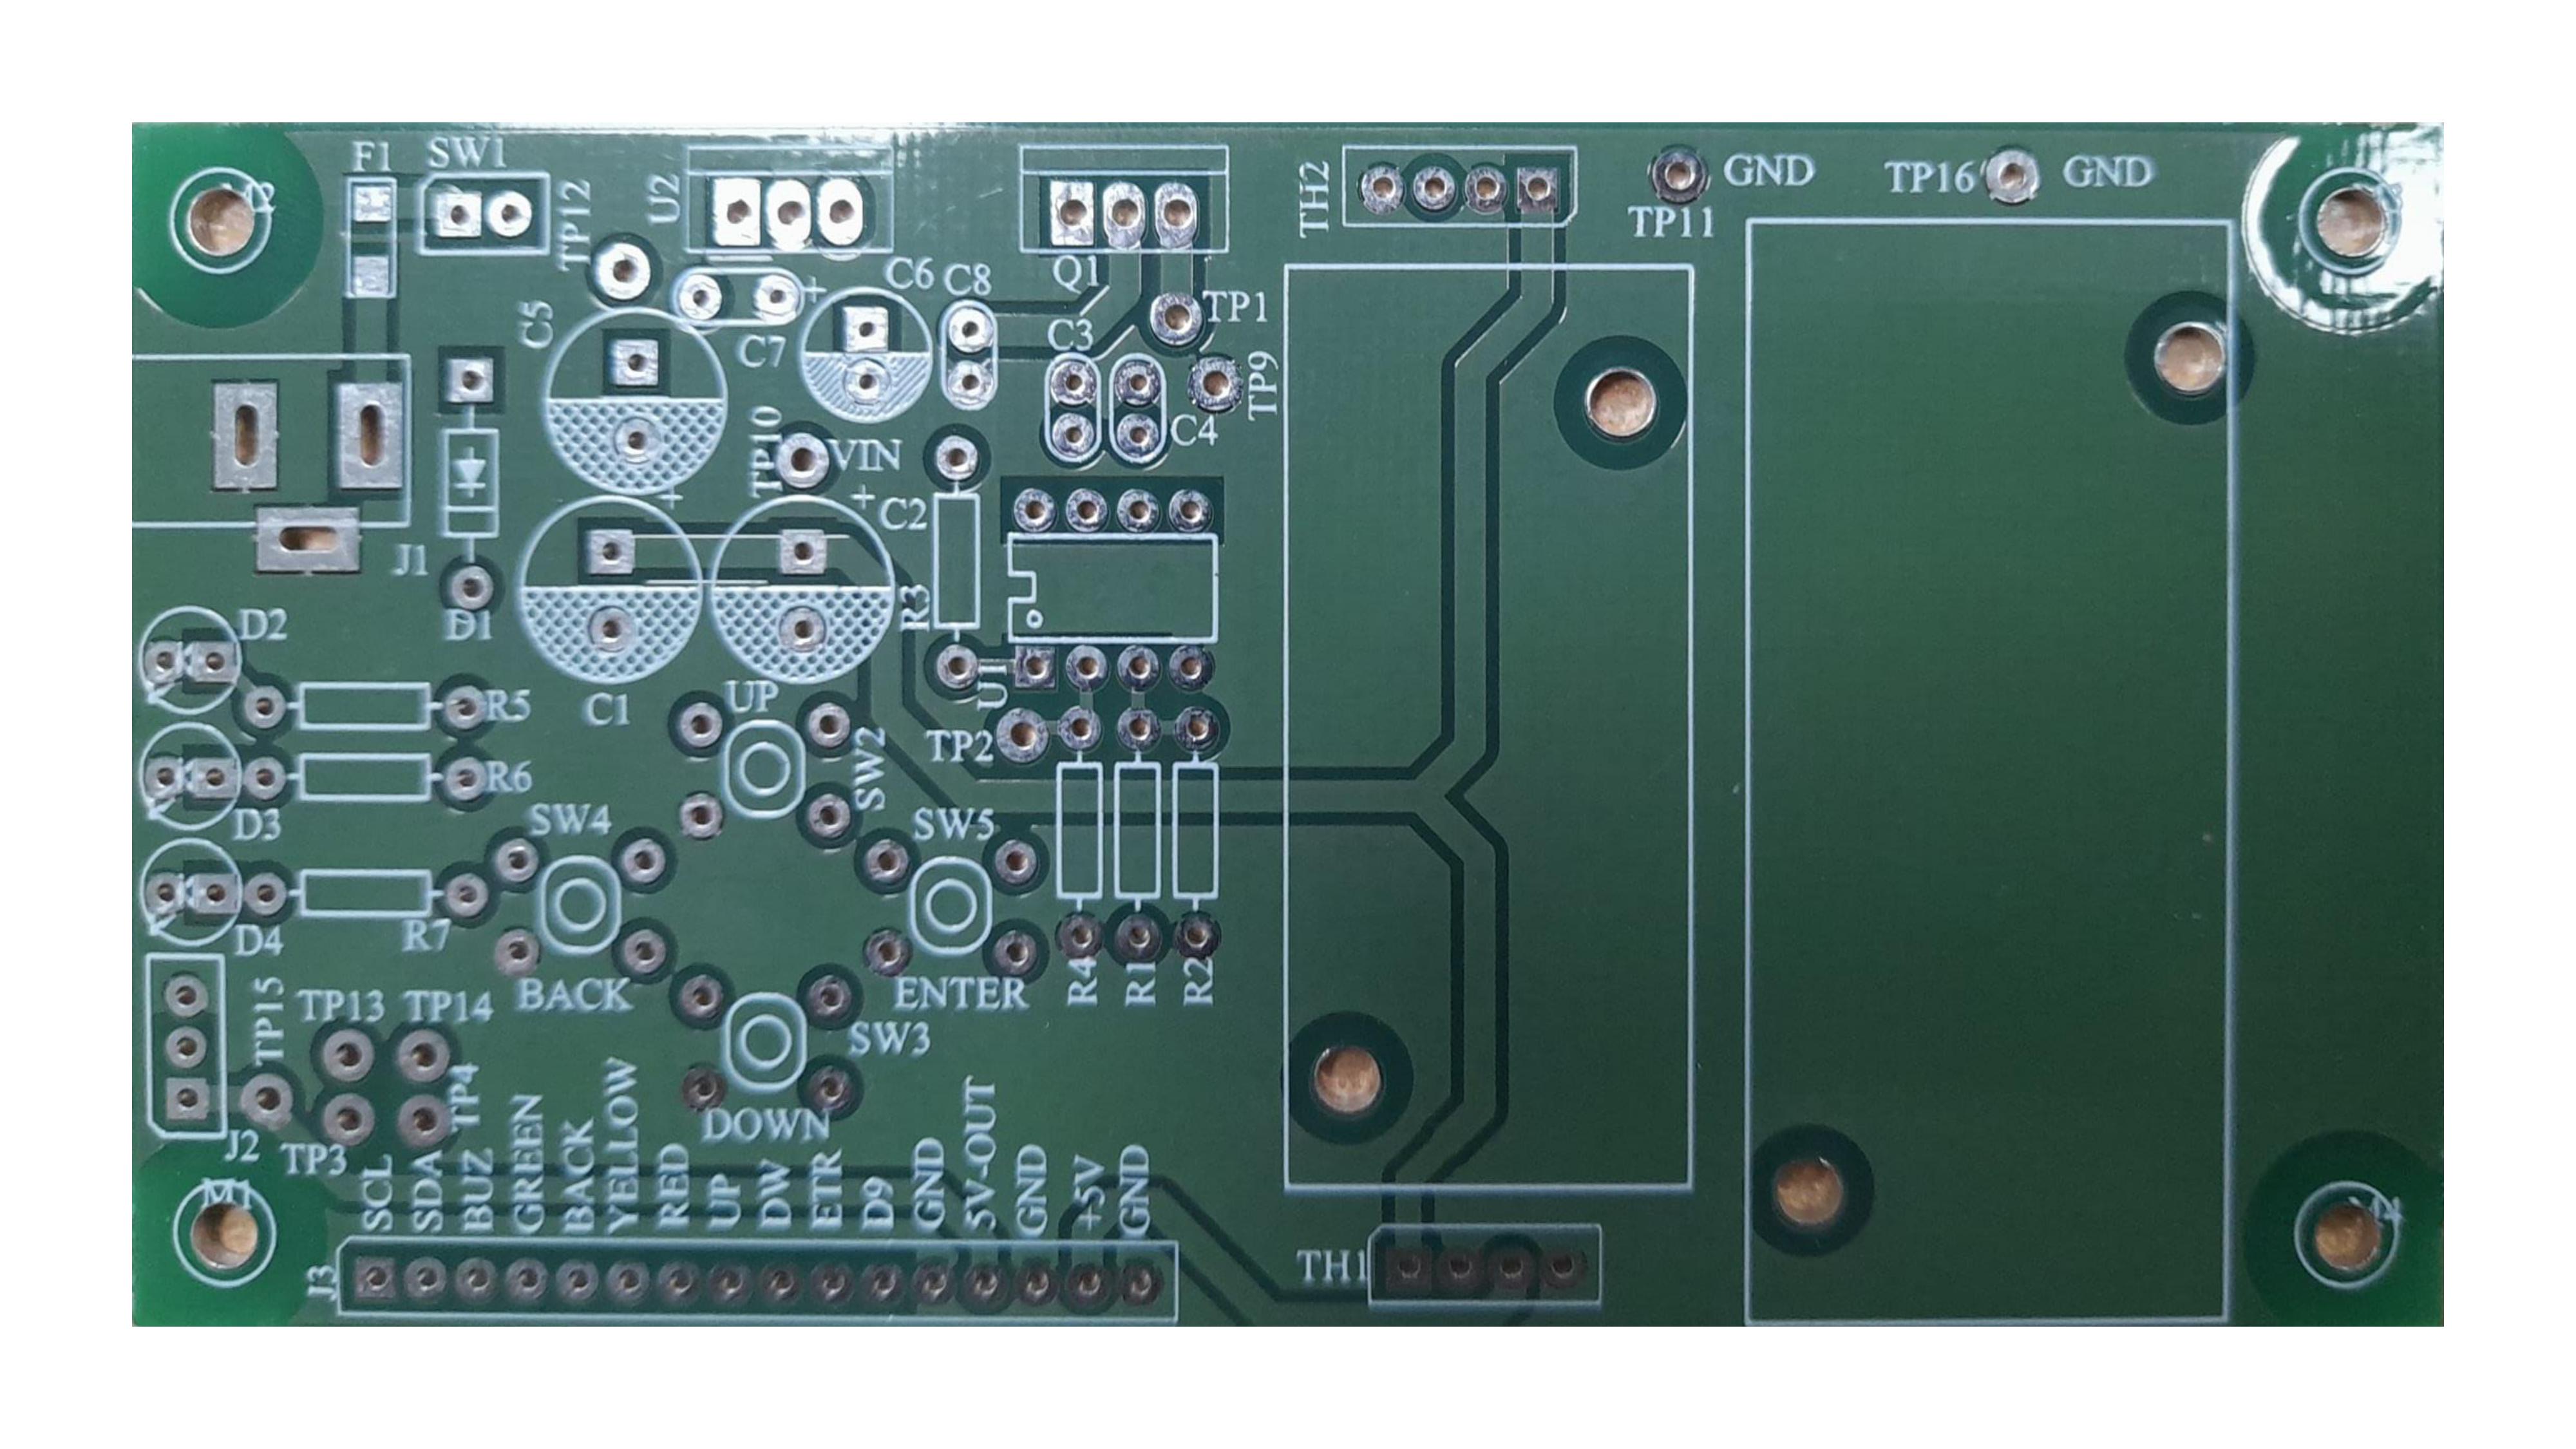 F1
SW1
TP12
U2
Q1
TH2
TP11
GND
TP16
GND
C5
C7
+
C6
C8
C3
TP1
TP9
C4
TP10
VIN
+
+
C2
R3
J1
D1
D2
C1
UP
SW2
U1
TP2
R5
R6
D3
SW4
SW5
D4
R7
BACK
ENTER
R4
R1
R2
SW3
DOWN
TP15
TP13
TP14
TP4
TP3
J2
M1
SCL
SDA
BUZ
GREEN
BACK
YELLOW
RED
UP
DW
ETR
D9
GND
5V-OUT
GND
+5V
GND
J3
TH1